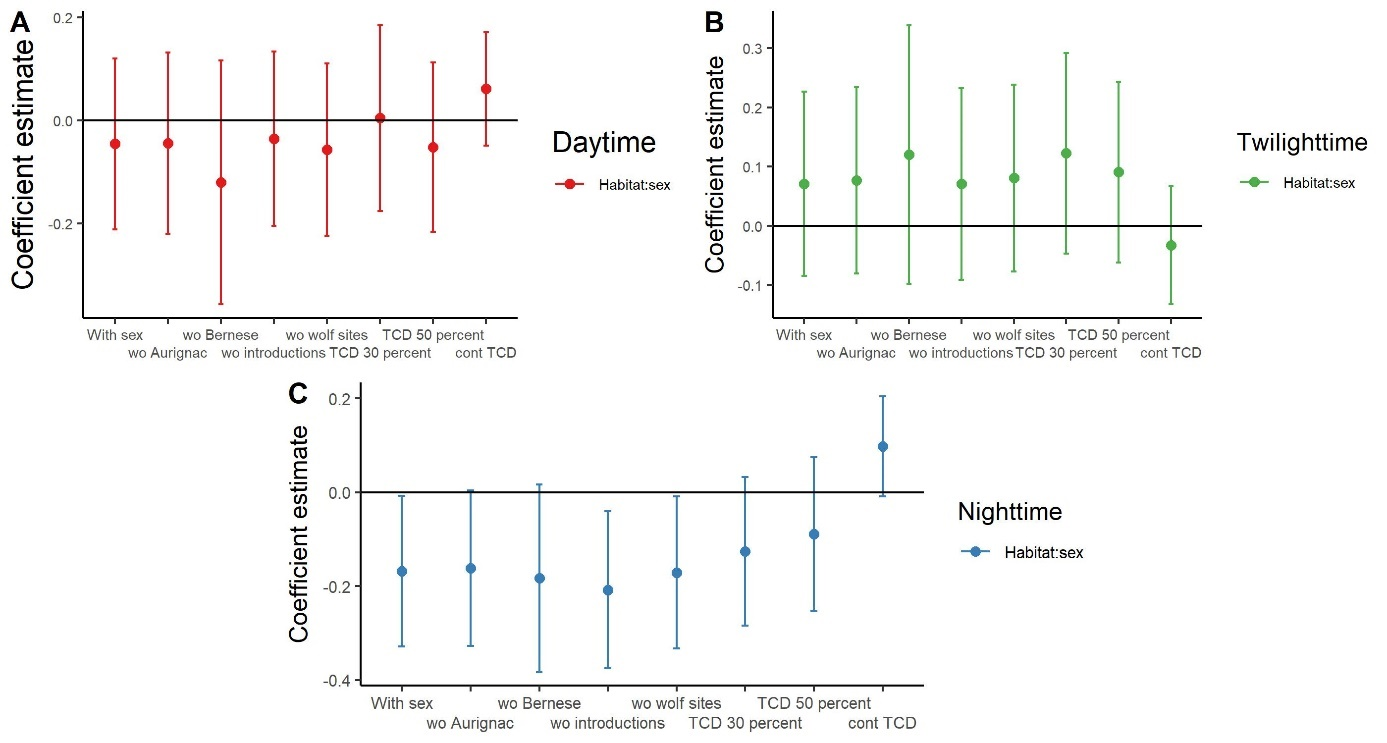 A
Coefficient estimate
0.2
0.0
-0.2
With sex
wo Bernese
wo wolf sites
TCD 50 percent
wo Aurignac
wo introductions
TCD 30 percent
cont TCD
Daytime
Habitat:sex
B
Coefficient estimate
0.3
0.2
0.1
0.0
-0.1
With sex
wo Bernese
wo wolf sites
TCD 50 percent
wo Aurignac
wo introductions
TCD 30 percent
cont TCD
Twilighttime
Habitat:sex
C
Coefficient estimate
0.2
0.0
-0.2
-0.4
With sex
wo Bernese
wo wolf sites
TCD 50 percent
wo Aurignac
wo introductions
TCD 30 percent
cont TCD
Nighttime
Habitat:sex